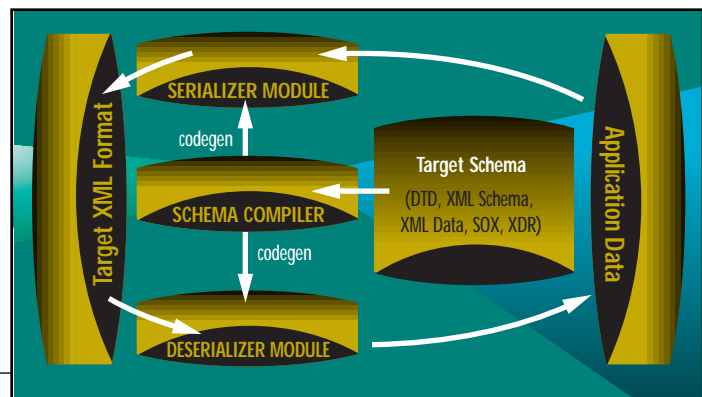 SERIALIZER MODULE
codegen
Target XML Format
SCHEMA COMPILER
Target Schema
(DTD, XML Schema,
XML Data, SOX, XDR)
Application Data
codegen
DESERIALIZER MODULE